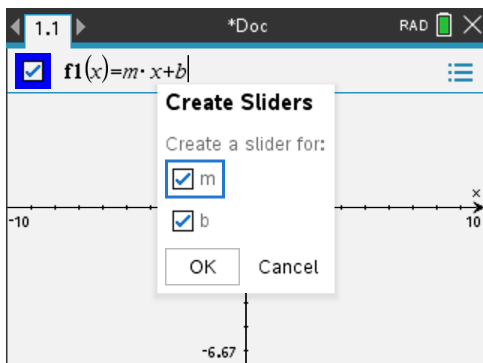 1.1 *Doc RAD
f1(x)=m· x+b
Create Sliders
Create a slider for:
m
b
OK Cancel
x
-10 10
-6.67